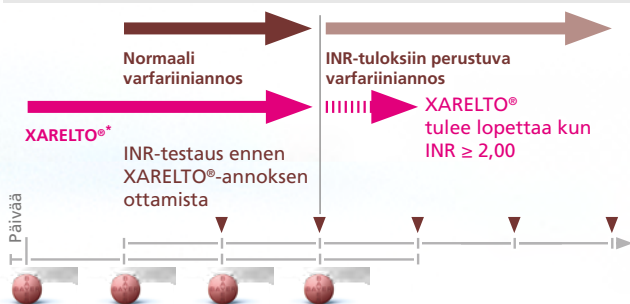 Normaali
varfariiniannos
INR-tuloksiin perustuva
varfariiniannos
XARELTO®*
XARELTO®
tulee lopettaa kun
INR ≥ 2,00
INR-testaus ennen
XARELTO®-annoksen
ottamista
Päivää